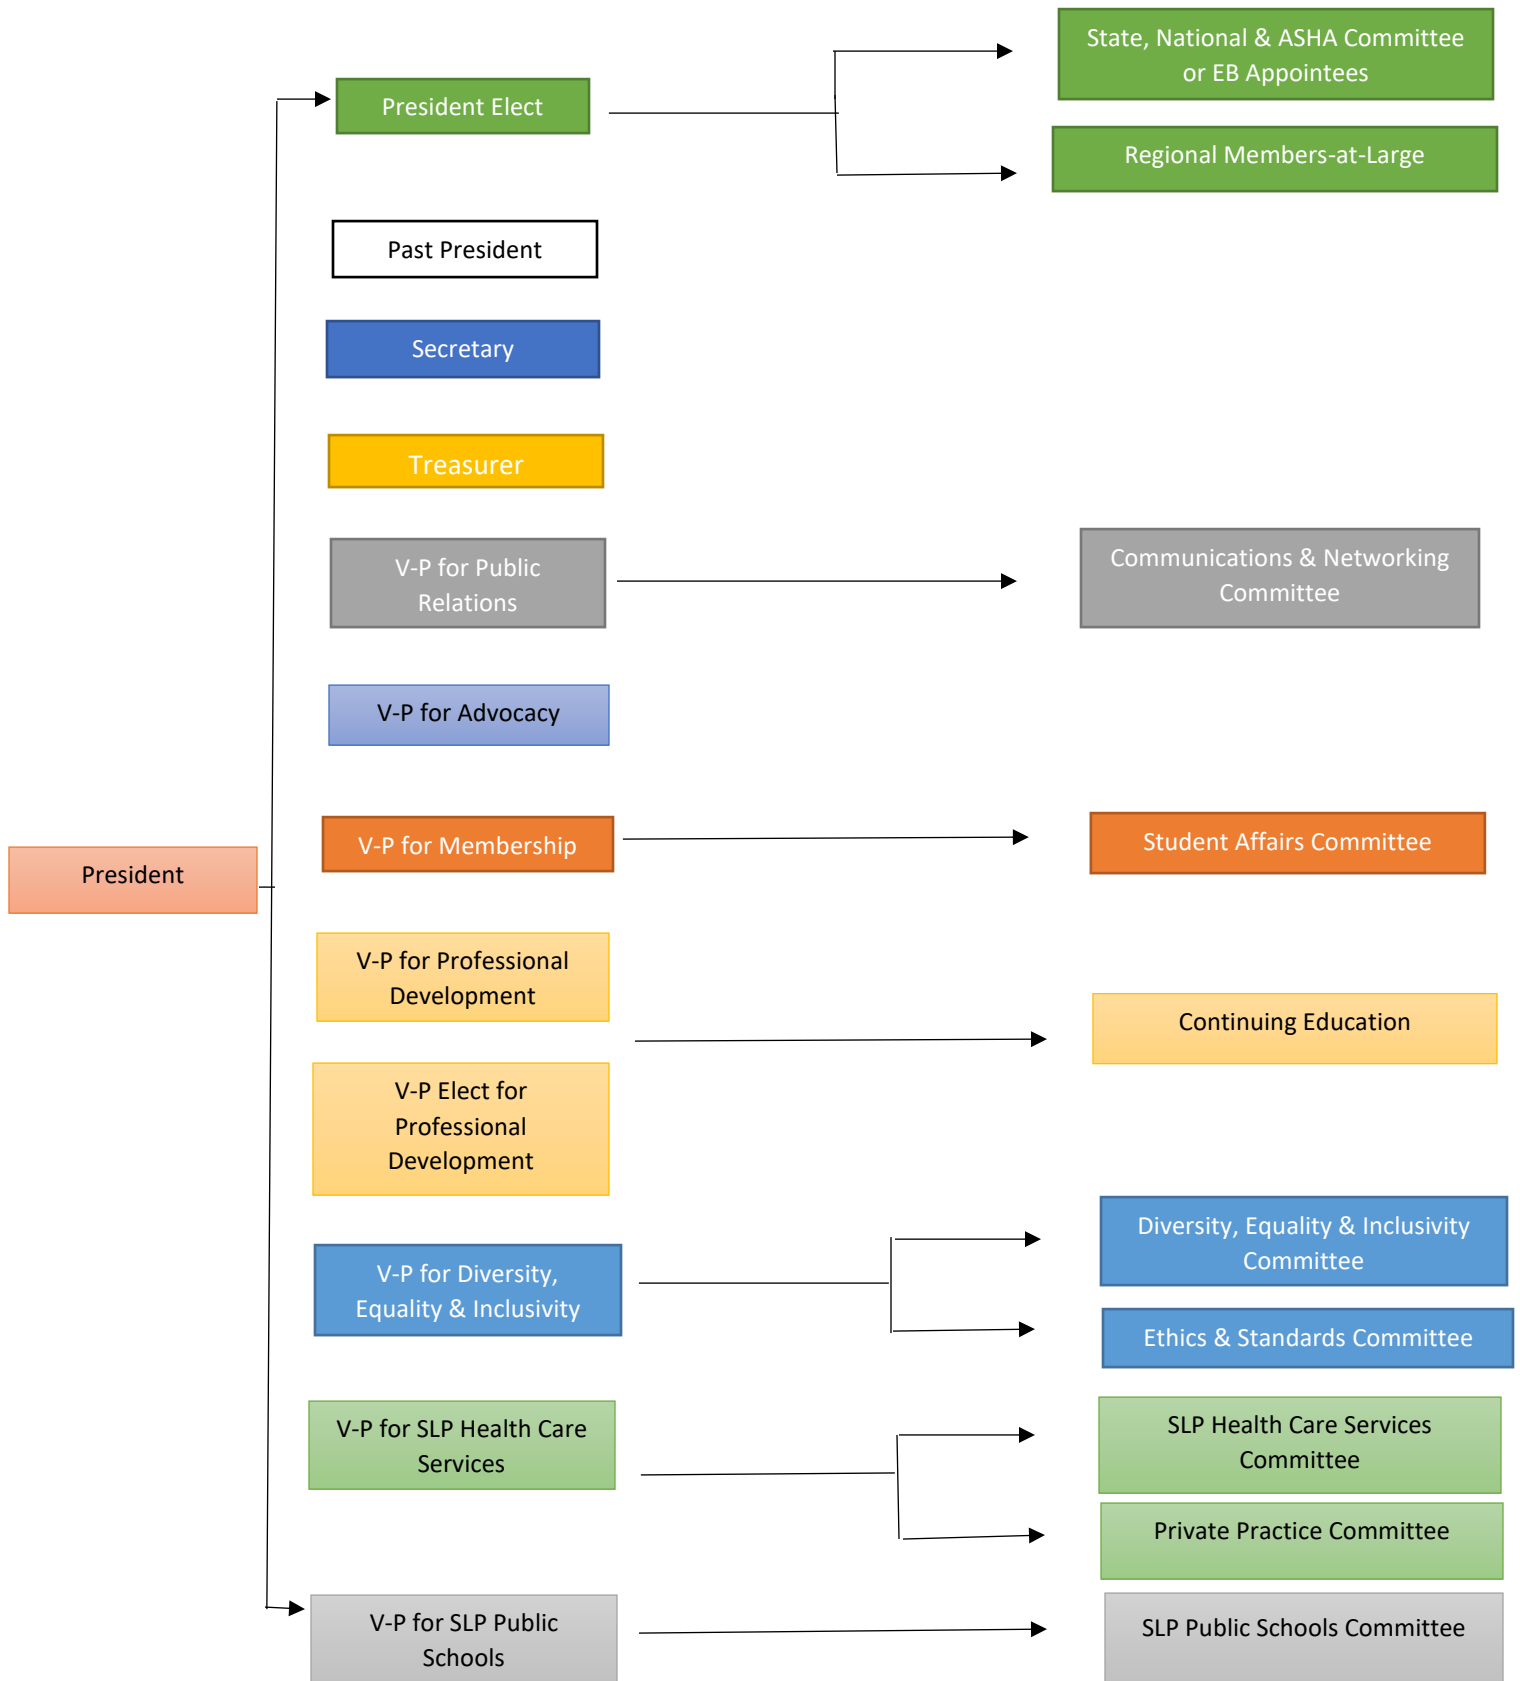 State, National & ASHA Committee
or EB Appointees
President Elect
Regional Members-at-Large
Past President
Secretary
Treasurer
V-P for Public
Relations
Communications & Networking
Committee
V-P for Advocacy
V-P for Membership
Student Affairs Committee
President
V-P for Professional
Development
Continuing Education
V-P Elect for
Professional
Development
V-P for Diversity,
Equality & Inclusivity
Diversity, Equality & Inclusivity
Committee
Ethics & Standards Committee
V-P for SLP Health Care
Services
SLP Health Care Services
Committee
Private Practice Committee
V-P for SLP Public
Schools
SLP Public Schools Committee